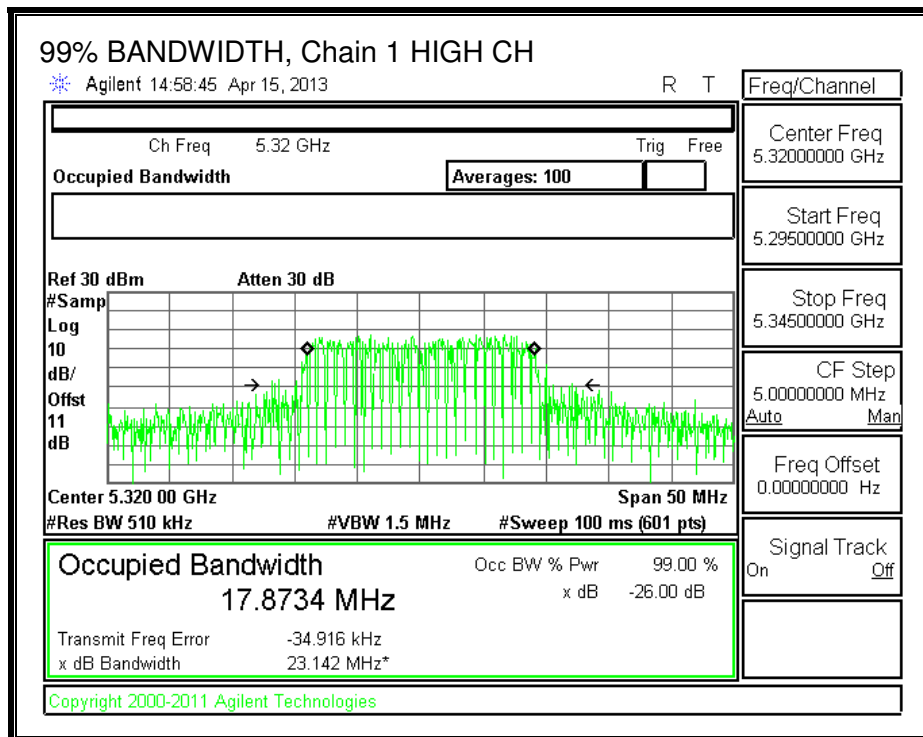 99% BANDWIDTH, Chain 1 HIGH CH
Agilent 14:58:45 Apr 15, 2013 R T
Freq/Channel
Ch Freq 5.32 GHz Trig Free
Occupied Bandwidth Averages: 100
Center Freq
5.32000000 GHz
Start Freq
5.29500000 GHz
Stop Freq
5.34500000 GHz
CF Step
5.00000000 MHz
Auto Man
Freq Offset
0.00000000 Hz
Signal Track
On Off
Ref 30 dBm Atten 30 dB
#Samp
Log
10
dB/
Offst
11
dB
Center 5.320 00 GHz Span 50 MHz
#Res BW 510 kHz #VBW 1.5 MHz #Sweep 100 ms (601 pts)
Occupied Bandwidth Occ BW % Pwr 99.00 %
17.8734 MHz x dB -26.00 dB
Transmit Freq Error -34.916 kHz
x dB Bandwidth 23.142 MHz*
Copyright 2000-2011 Agilent Technologies